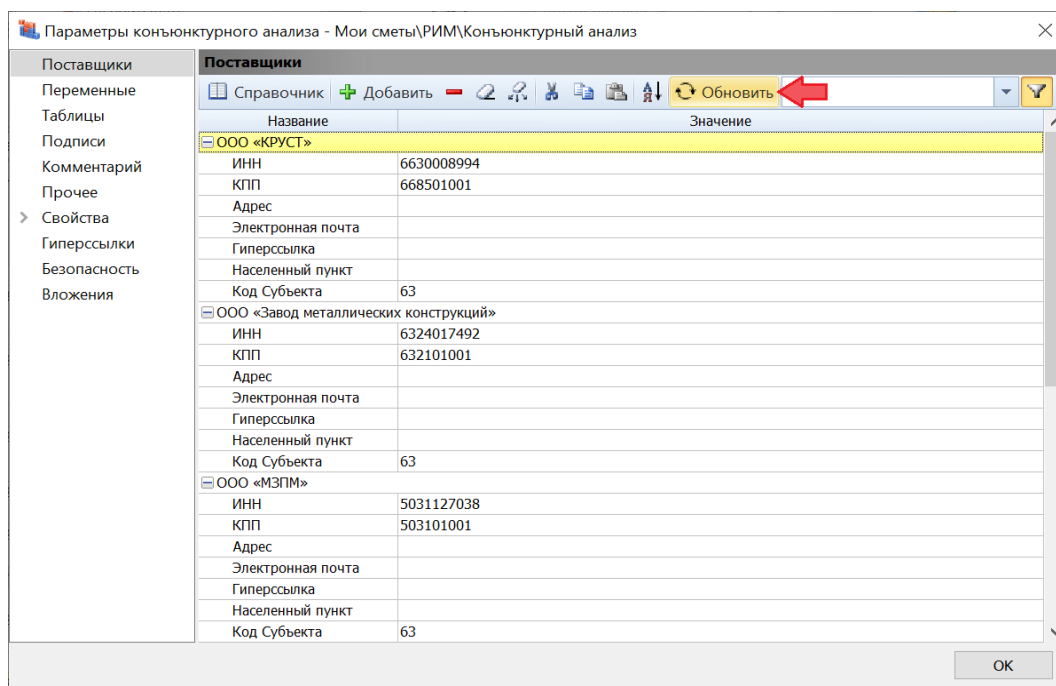 Параметры конъюнктурного анализа - Мои сметы\РИМ\Конъюнктурный анализ
Поставщики
Переменные
Таблицы
Подписи
Комментарий
Прочее
Свойства
Гиперссылки
Безопасность
Вложения
Поставщики
Справочник Добавить Обновить
Название Значение
ООО «КРУСТ»
ИНН 6630008994
КПП 668501001
Адрес
Электронная почта
Гиперссылка
Населенный пункт
Код Субъекта 63
ООО «Завод металлических конструкций»
ИНН 6324017492
КПП 632101001
Адрес
Электронная почта
Гиперссылка
Населенный пункт
Код Субъекта 63
ООО «МЗПМ»
ИНН 5031127038
КПП 503101001
Адрес
Электронная почта
Гиперссылка
Населенный пункт
Код Субъекта 63
ОК